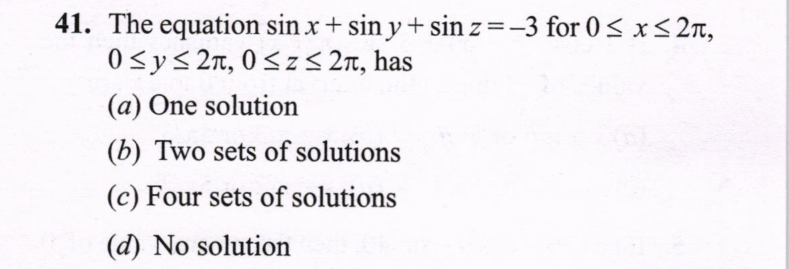 41. The equation sin x + sin y + sin z = –3 for 0 ≤ x ≤ 2π,
0 ≤ y ≤ 2π, 0 ≤ z ≤ 2π, has
(a) One solution
(b) Two sets of solutions
(c) Four sets of solutions
(d) No solution